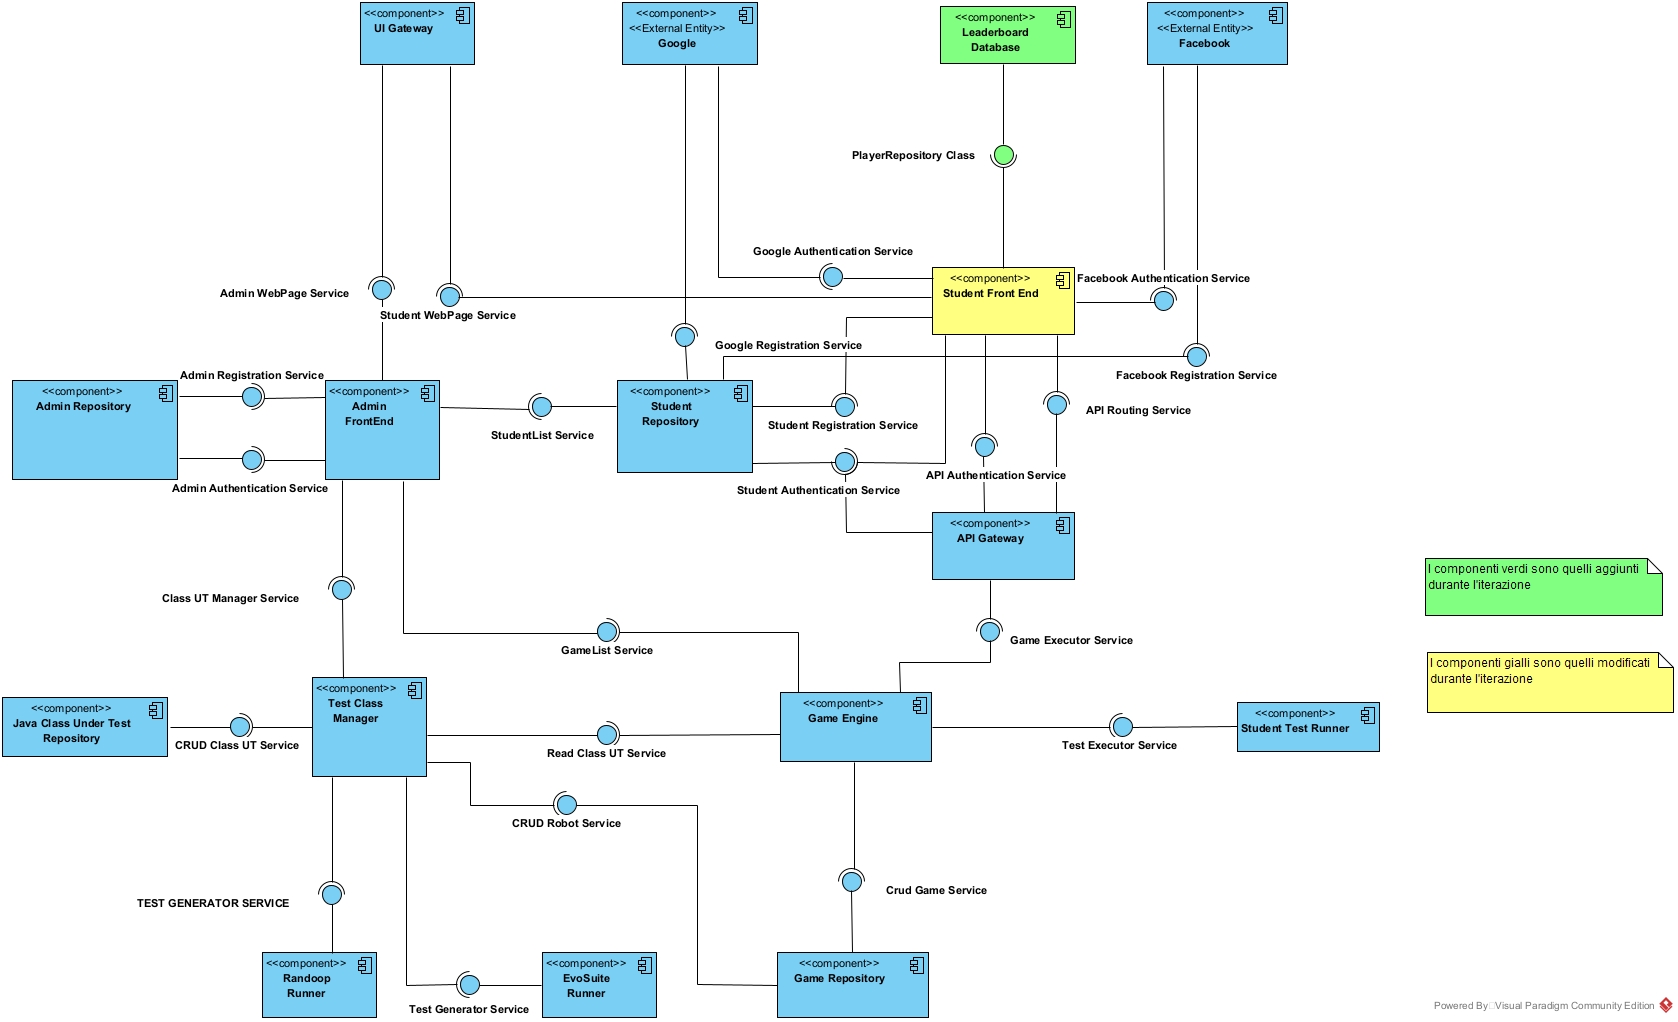 <<component>>
UI Gateway
<<component>>
<<External Entity>>
Google
<<component>>
Leaderboard
Database
<<component>>
<<External Entity>>
Facebook
PlayerRepository Class
Google Authentication Service
<<component>>
Student Front End
Facebook Authentication Service
Admin WebPage Service
Student WebPage Service
Google Registration Service
Facebook Registration Service
Admin Registration Service
<<component>>
Admin Repository
<<component>>
Admin
FrontEnd
<<component>>
Student
Repository
API Routing Service
Student Registration Service
StudentList Service
API Authentication Service
Admin Authentication Service
Student Authentication Service
<<component>>
API Gateway
I componenti verdi sono quelli aggiunti
durante l'iterazione
Class UT Manager Service
Game Executor Service
GameList Service
I componenti gialli sono quelli modificati
durante l'iterazione
<<component>>
Java Class Under Test
Repository
<<component>>
Test Class
Manager
<<component>>
Game Engine
<<component>>
Student Test Runner
CRUD Class UT Service
Read Class UT Service
Test Executor Service
CRUD Robot Service
Crud Game Service
TEST GENERATOR SERVICE
<<component>>
Randoop
Runner
<<component>>
EvoSuite
Runner
<<component>>
Game Repository
Test Generator Service
Powered By Visual Paradigm Community Edition